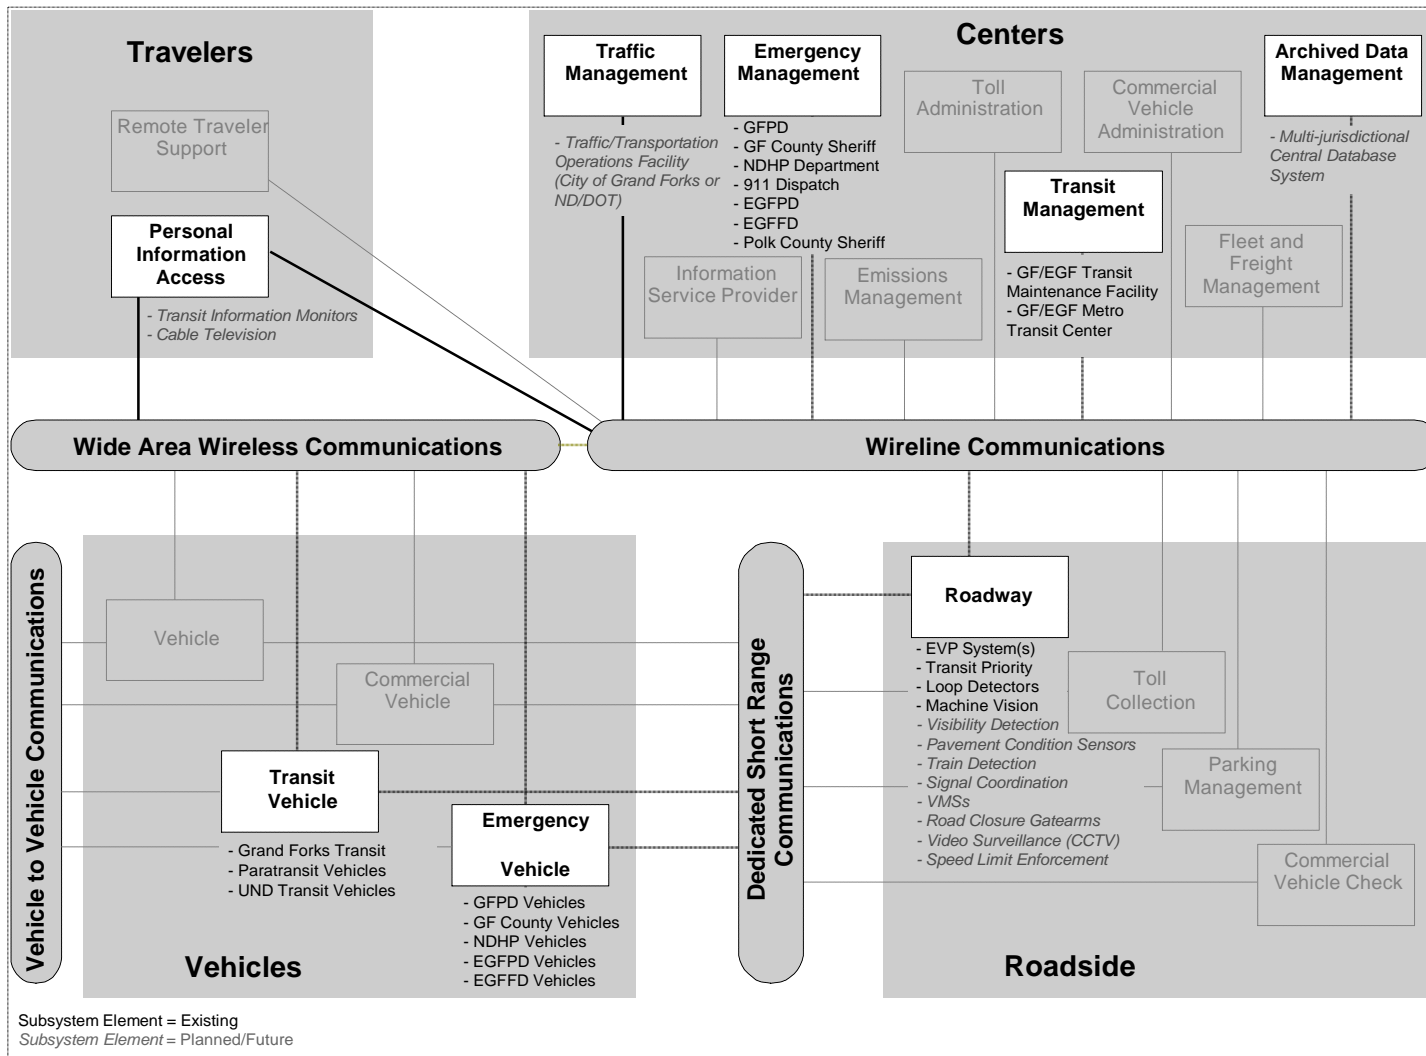 Travelers
Remote Traveler
Support
Personal
Information
Access
- Transit Information Monitors
- Cable Television
Centers
Traffic
Management
- Traffic/Transportation
Operations Facility
(City of Grand Forks or
ND/DOT)
Emergency
Management
- GFPD
- GF County Sheriff
- NDHP Department
- 911 Dispatch
- EGFPD
- EGFFD
- Polk County Sheriff
Toll
Administration
Commercial
Vehicle
Administration
Archived Data
Management
- Multi-jurisdictional
Central Database
System
Transit
Management
- GF/EGF Transit
Maintenance Facility
- GF/EGF Metro
Transit Center
Information
Service Provider
Emissions
Management
Fleet and
Freight
Management
Wide Area Wireless Communications
Wireline Communications
Vehicle to Vehicle Communications
Vehicle
Commercial
Vehicle
Transit
Vehicle
- Grand Forks Transit
- Paratransit Vehicles
- UND Transit Vehicles
Emergency
Vehicle
- GFPD Vehicles
- GF County Vehicles
- NDHP Vehicles
- EGFPD Vehicles
- EGFFD Vehicles
Vehicles
Dedicated Short Range
Communications
Roadway
- EVP System(s)
- Transit Priority
- Loop Detectors
- Machine Vision
- Visibility Detection
- Pavement Condition Sensors
- Train Detection
- Signal Coordination
- VMSs
- Road Closure Gatearms
- Video Surveillance (CCTV)
- Speed Limit Enforcement
Toll
Collection
Parking
Management
Commercial
Vehicle Check
Roadside
Subsystem Element = Existing
Subsystem Element = Planned/Future